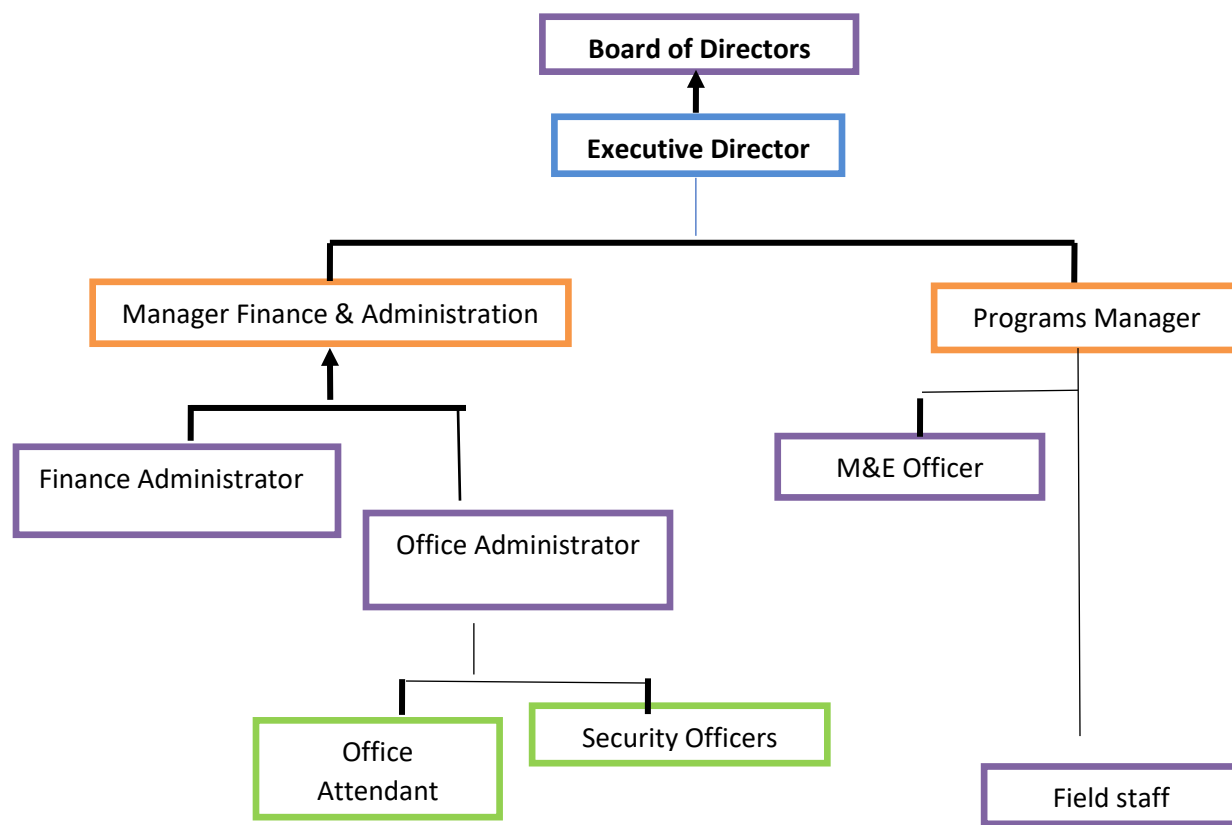 Board of Directors
Executive Director
Manager Finance & Administration
Programs Manager
Finance Administrator
M&E Officer
Office Administrator
Office
Attendant
Security Officers
Field staff